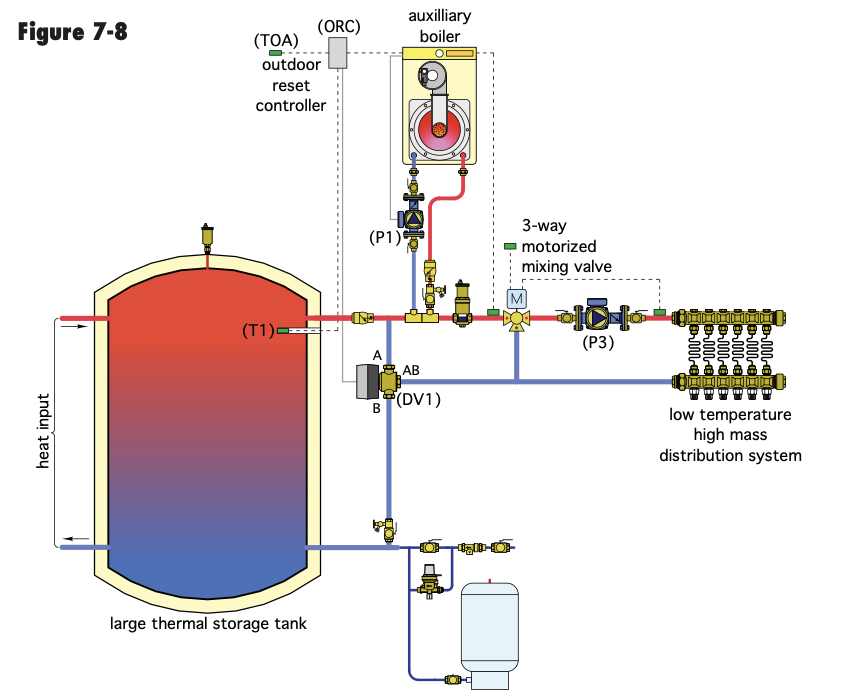 Figure 7-8
(TOA)
(ORC)
outdoor
reset
controller
auxilliary
boiler
(P1)
3-way
motorized
mixing valve
M
(P3)
(T1)
A
AB
B
(DV1)
heat input
low temperature
high mass
distribution system
large thermal storage tank